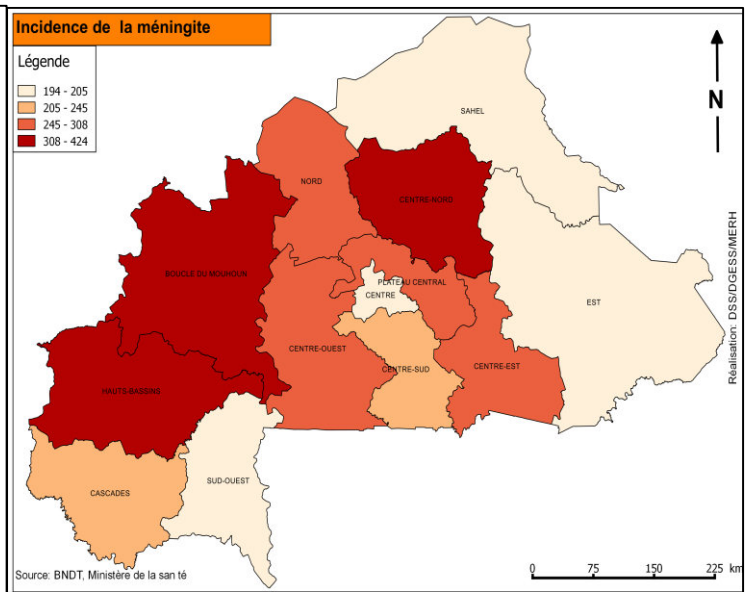 Incidence de la méningite
Légende
194 - 205
205 - 245
245 - 308
308 - 424
N
SAHEL
NORD
CENTRE-NORD
BOUCLE DU MOUHOUN
PLATEAU CENTRAL
CENTRE
EST
CENTRE-OUEST
CENTRE-SUD
CENTRE-EST
HAUTS-BASSINS
SUD-OUEST
CASCADES
Réalisation: DSS/DGESS/MERH
Source: BNDT, Ministère de la san té
0 75 150 225 km